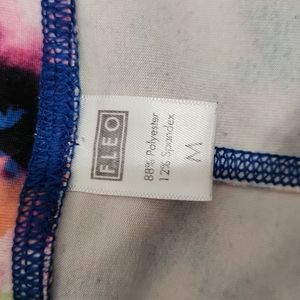 FLEO
88% Polyester
12% Spandex
M